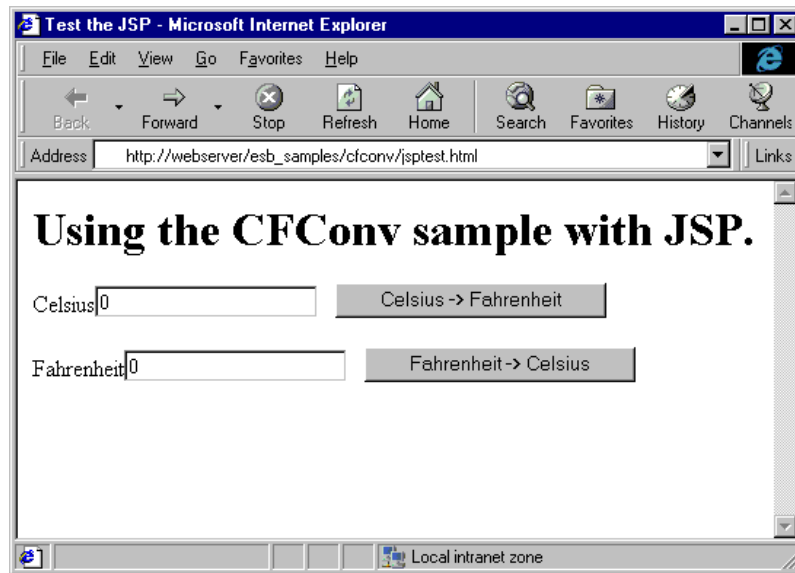 Test the JSP - Microsoft Internet Explorer
File Edit View Go Favorites Help
Back Forward Stop Refresh Home Search Favorites History Channels
Address http://webserver/esb_samples/cfconv/jsptest.html Links
Using the CFConv sample with JSP.
Celsius 0 Celsius -> Fahrenheit
Fahrenheit 0 Fahrenheit -> Celsius
Local intranet zone